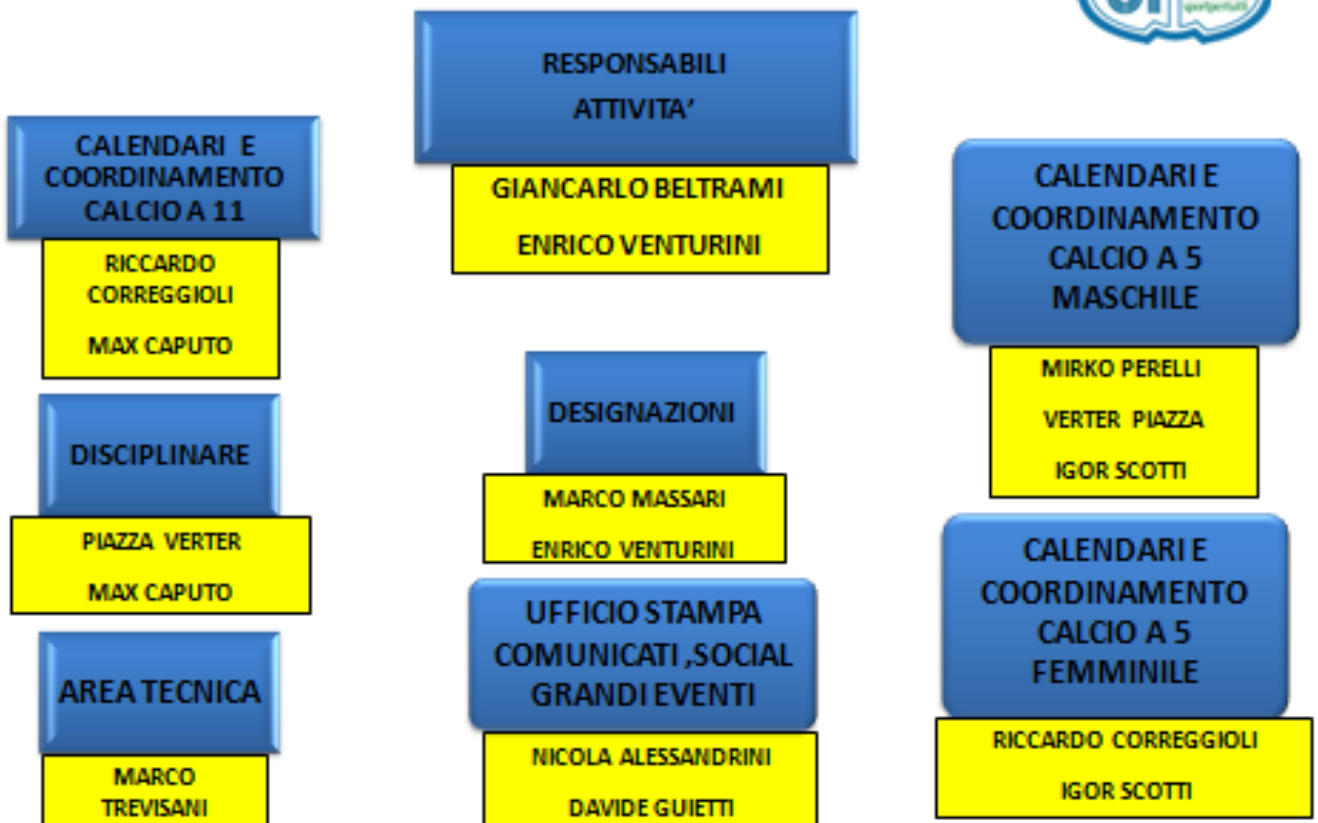 sportpertutti
RESPONSABILI
ATTIVITA'
GIANCARLO BELTRAMI
ENRICO VENTURINI
CALENDARI E
COORDINAMENTO
CALCIO A 11
RICCARDO
CORREGGIOLI
MAX CAPUTO
DISCIPLINARE
PIAZZA VERTER
MAX CAPUTO
AREA TECNICA
MARCO
TREVISANI
DESIGNAZIONI
MARCO MASSARI
ENRICO VENTURINI
UFFICIO STAMPA
COMUNICATI ,SOCIAL
GRANDI EVENTI
NICOLA ALESSANDRINI
DAVIDE GUIETTI
CALENDARI E
COORDINAMENTO
CALCIO A 5
MASCHILE
MIRKO PERELLI
VERTER PIAZZA
IGOR SCOTTI
CALENDARI E
COORDINAMENTO
CALCIO A 5
FEMMINILE
RICCARDO CORREGGIOLI
IGOR SCOTTI